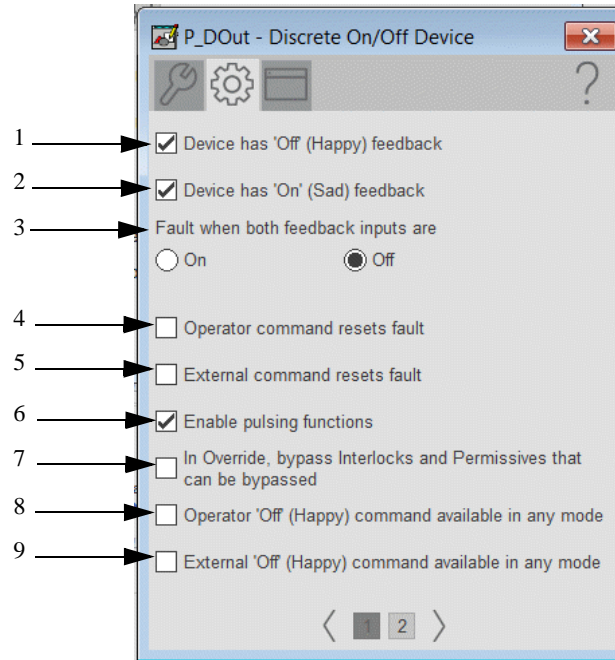 P_DOut - Discrete On/Off Device
?
1 Device has 'Off' (Happy) feedback
2 Device has 'On' (Sad) feedback
3 Fault when both feedback inputs are
On Off
4 Operator command resets fault
5 External command resets fault
6 Enable pulsing functions
7 In Override, bypass Interlocks and Permissives that
can be bypassed
8 Operator 'Off' (Happy) command available in any mode
9 External 'Off' (Happy) command available in any mode
1 2